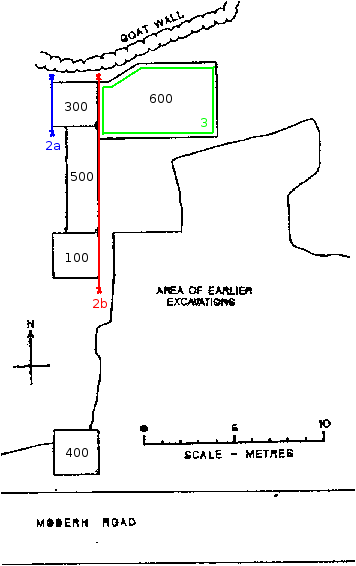 GOAT WALL
300
600
3
2a
500
100
2b
AREA OF EARLIER
EXCAVATIONS
N
0 5 10
SCALE - METRES
400
MODERN ROAD